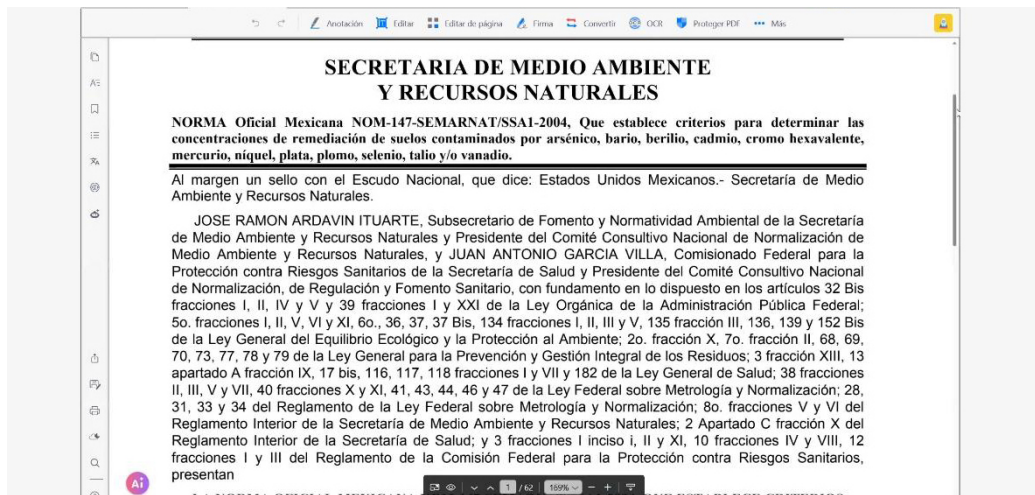 Anotación Editar Editar de página Firma Convertir OCR Proteger PDF Más
SECRETARIA DE MEDIO AMBIENTE
Y RECURSOS NATURALES
NORMA Oficial Mexicana NOM-147-SEMARNAT/SSA1-2004, Que establece criterios para determinar las
concentraciones de remediación de suelos contaminados por arsénico, bario, berilio, cadmio, cromo hexavalente,
mercurio, níquel, plata, plomo, selenio, talio y/o vanadio.
Al margen un sello con el Escudo Nacional, que dice: Estados Unidos Mexicanos.- Secretaría de Medio
Ambiente y Recursos Naturales.
JOSE RAMON ARDAVIN ITUARTE, Subsecretario de Fomento y Normatividad Ambiental de la Secretaría
de Medio Ambiente y Recursos Naturales y Presidente del Comité Consultivo Nacional de Normalización de
Medio Ambiente y Recursos Naturales, y JUAN ANTONIO GARCIA VILLA, Comisionado Federal para la
Protección contra Riesgos Sanitarios de la Secretaría de Salud y Presidente del Comité Consultivo Nacional
de Normalización, de Regulación y Fomento Sanitario, con fundamento en lo dispuesto en los artículos 32 Bis
fracciones I, II, IV y V y 39 fracciones I y XXI de la Ley Orgánica de la Administración Pública Federal;
5o. fracciones I, II, V, VI y XI, 6o., 36, 37, 37 Bis, 134 fracciones I, II, III y V, 135 fracción III, 136, 139 y 152 Bis
de la Ley General del Equilibrio Ecológico y la Protección al Ambiente; 2o. fracción X, 7o. fracción II, 68, 69,
70, 73, 77, 78 y 79 de la Ley General para la Prevención y Gestión Integral de los Residuos; 3 fracción XIII, 13
apartado A fracción IX, 17 bis, 116, 117, 118 fracciones I y VII y 182 de la Ley General de Salud; 38 fracciones
II, III, V y VII, 40 fracciones X y XI, 41, 43, 44, 46 y 47 de la Ley Federal sobre Metrología y Normalización; 28,
31, 33 y 34 del Reglamento de la Ley Federal sobre Metrología y Normalización; 8o. fracciones V y VI del
Reglamento Interior de la Secretaría de Medio Ambiente y Recursos Naturales; 2 Apartado C fracción X del
Reglamento Interior de la Secretaría de Salud; y 3 fracciones I inciso i, II y XI, 10 fracciones IV y VIII, 12
fracciones I y III del Reglamento de la Comisión Federal para la Protección contra Riesgos Sanitarios,
presentan
Ai
1 /62 169%